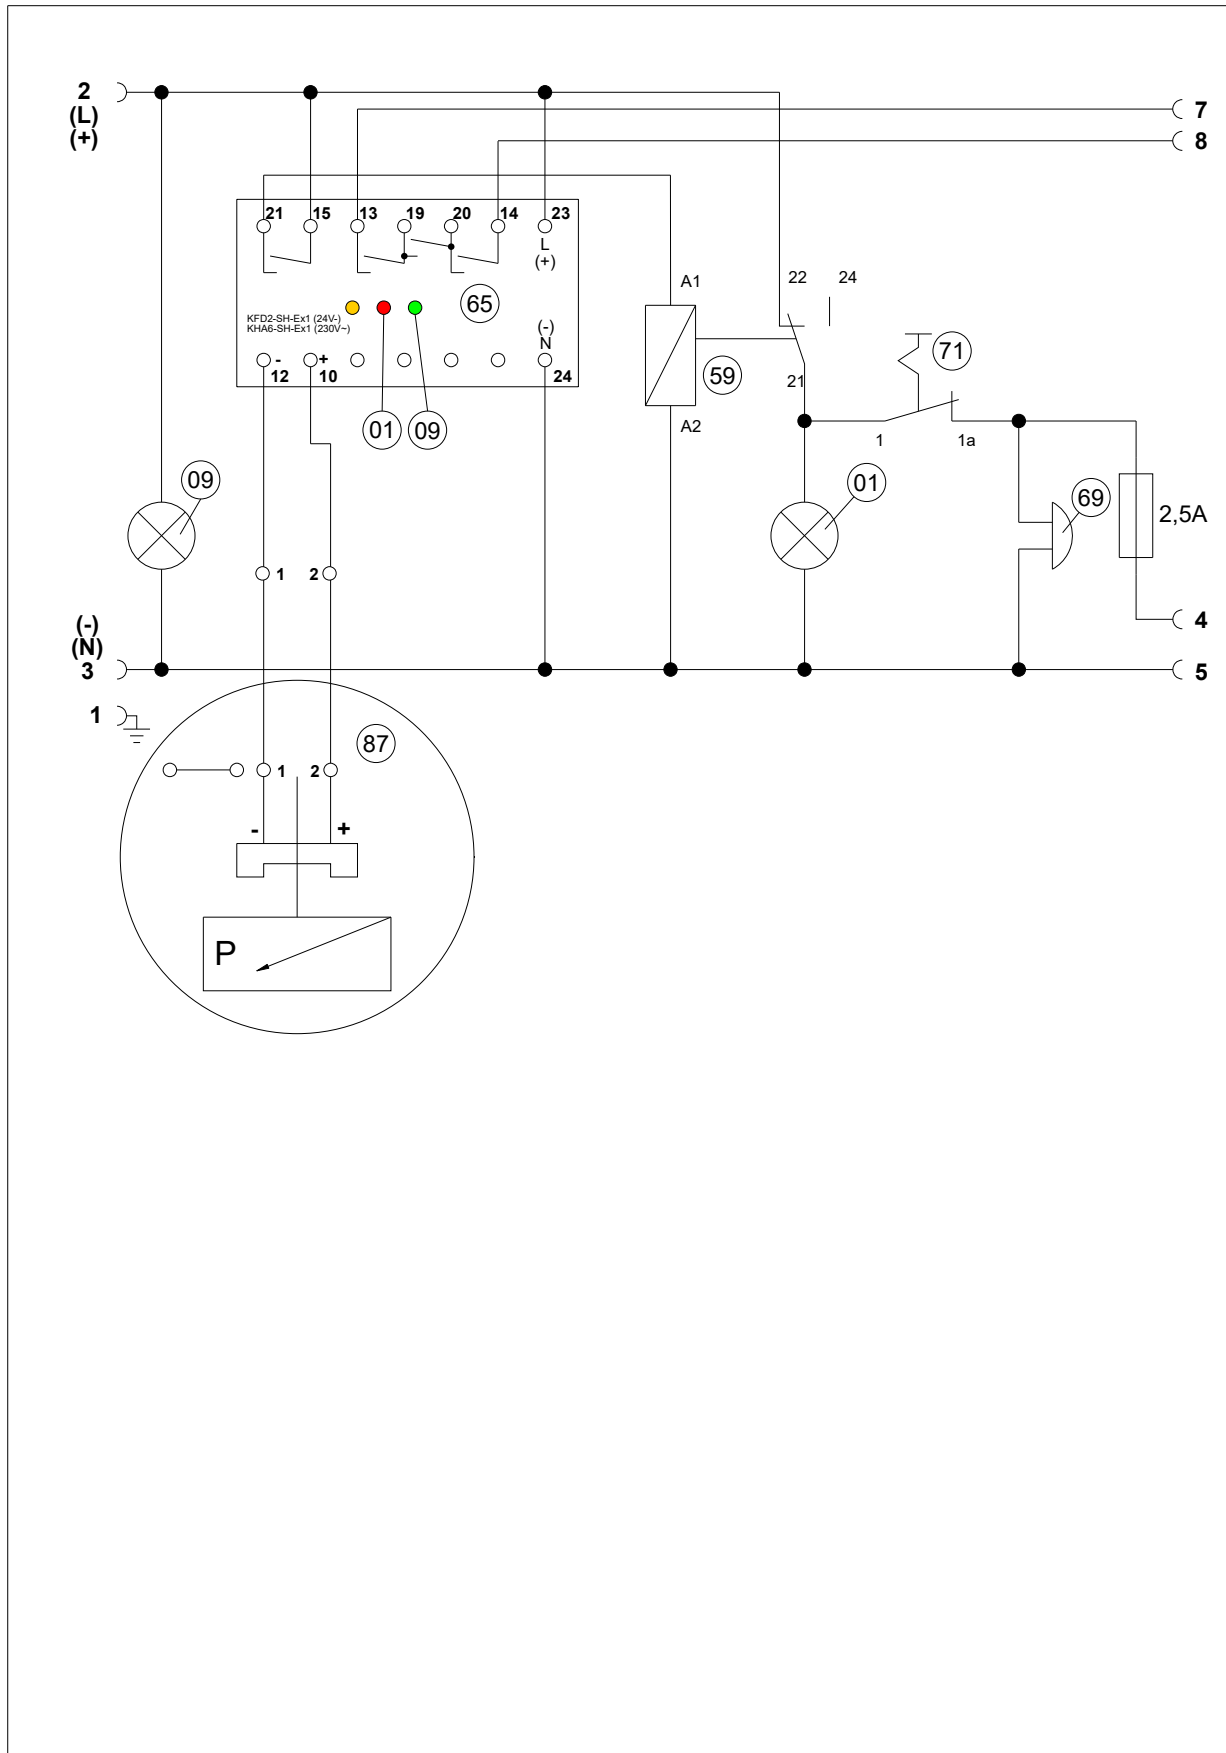 2
(L)
(+)
7
8
21 15 13 19 20 14 23
L
(+)
65
KFD2-SH-Ex1 (24V-)
KHA6-SH-Ex1 (230V~)
(-)
N
- +
12 10 24
A1
22 24
59
21
71
A2
1 1a
01 09
09
01
69
2,5A
1 2
4
(-)
(N)
3
5
1
87
1 2
- +
P